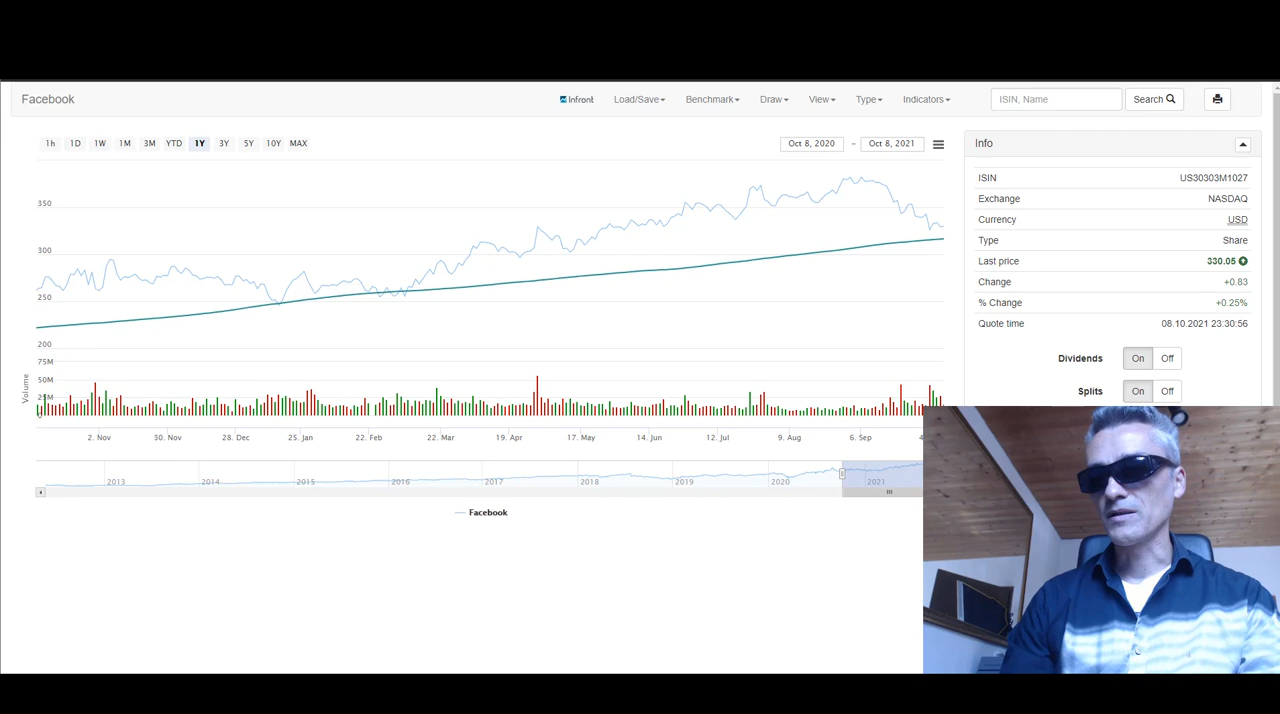 Facebook
Infront Load/Save Benchmark Draw View Type Indicators ISIN, Name Search
1h 1D 1W 1M 3M YTD 1Y 3Y 5Y 10Y MAX
Oct 8, 2020 – Oct 8, 2021
350
300
250
200
75M
50M
25M
0
Volume
2. Nov 30. Nov 28. Dec 25. Jan 22. Feb 22. Mar 19. Apr 17. May 14. Jun 12. Jul 9. Aug 6. Sep
2013 2014 2015 2016 2017 2018 2019 2020 2021
Facebook
Info
ISIN US30303M1027
Exchange NASDAQ
Currency USD
Type Share
Last price 330.05
Change +0.83
% Change +0.25%
Quote time 08.10.2021 23:30:56
Dividends On Off
Splits On Off